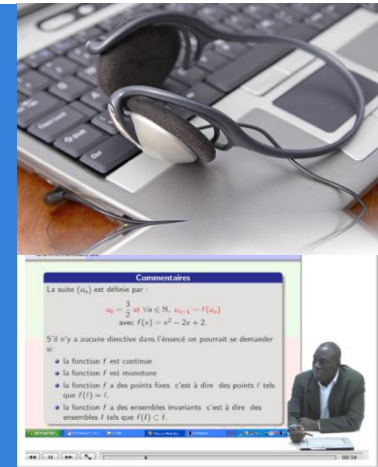 Commentaires
La suite (uₙ) est définie par :
u₀ = 3/2 et ∀n ∈ ℕ, uₙ₊₁ = f(uₙ)
avec f(x) = x² − 2x + 2.
S'il n'y a aucune directive dans l'énoncé on pourrait se demander
si:
la fonction f est continue
la fonction f est monotone
la fonction f a des points fixes c'est à dire des points ℓ tels
que f(ℓ) = ℓ.
la fonction f a des ensembles invariants c'est à dire des
ensembles I tels que f(I) ⊂ I.
démarrer
00:34